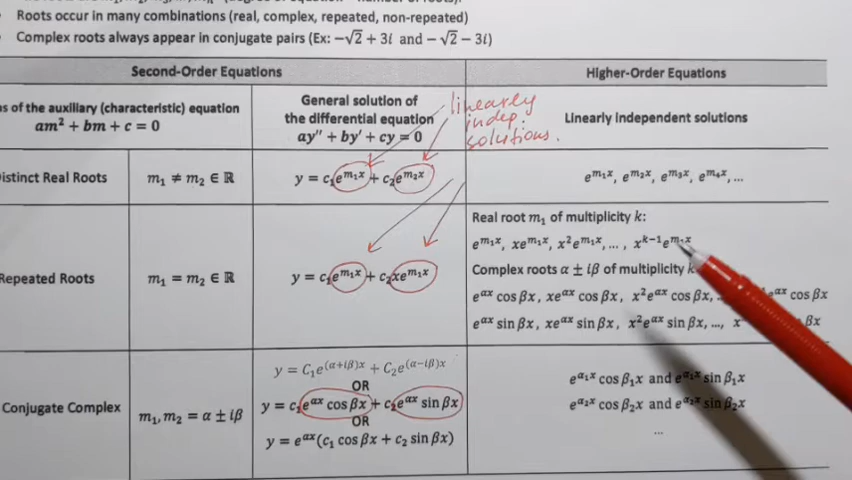 Roots occur in many combinations (real, complex, repeated, non-repeated)
Complex roots always appear in conjugate pairs (Ex: −√2 + 3i and − √2 − 3i)
Second-Order Equations
Higher-Order Equations
of the auxiliary (characteristic) equation
am² + bm + c = 0
General solution of
the differential equation
ay'' + by' + cy = 0
linearly
indep.
solutions.
Linearly independent solutions
Distinct Real Roots
m₁ ≠ m₂ ∈ ℝ
y = c₁e^{m₁x} + c₂e^{m₂x}
e^{m₁x}, e^{m₂x}, e^{m₃x}, e^{m₄x}, ...
Repeated Roots
m₁ = m₂ ∈ ℝ
y = c₁e^{m₁x} + c₂xe^{m₁x}
Real root m₁ of multiplicity k:
e^{m₁x}, xe^{m₁x}, x²e^{m₁x}, ... , x^{k−1}e^{m₁x}
Complex roots α ± iβ of multiplicity k
e^{αx} cos βx, xe^{αx} cos βx, x²e^{αx} cos βx, .. e^{αx} cos βx
e^{αx} sin βx, xe^{αx} sin βx, x²e^{αx} sin βx, ..., x βx
Conjugate Complex
m₁, m₂ = α ± iβ
y = C₁e^{(α+iβ)x} + C₂e^{(α−iβ)x}
OR
y = c₁e^{αx} cos βx + c₂e^{αx} sin βx
OR
y = e^{αx}(c₁ cos βx + c₂ sin βx)
e^{α₁x} cos β₁x and e^{α₁x} sin β₁x
e^{α₂x} cos β₂x and e^{α₂x} sin β₂x
...